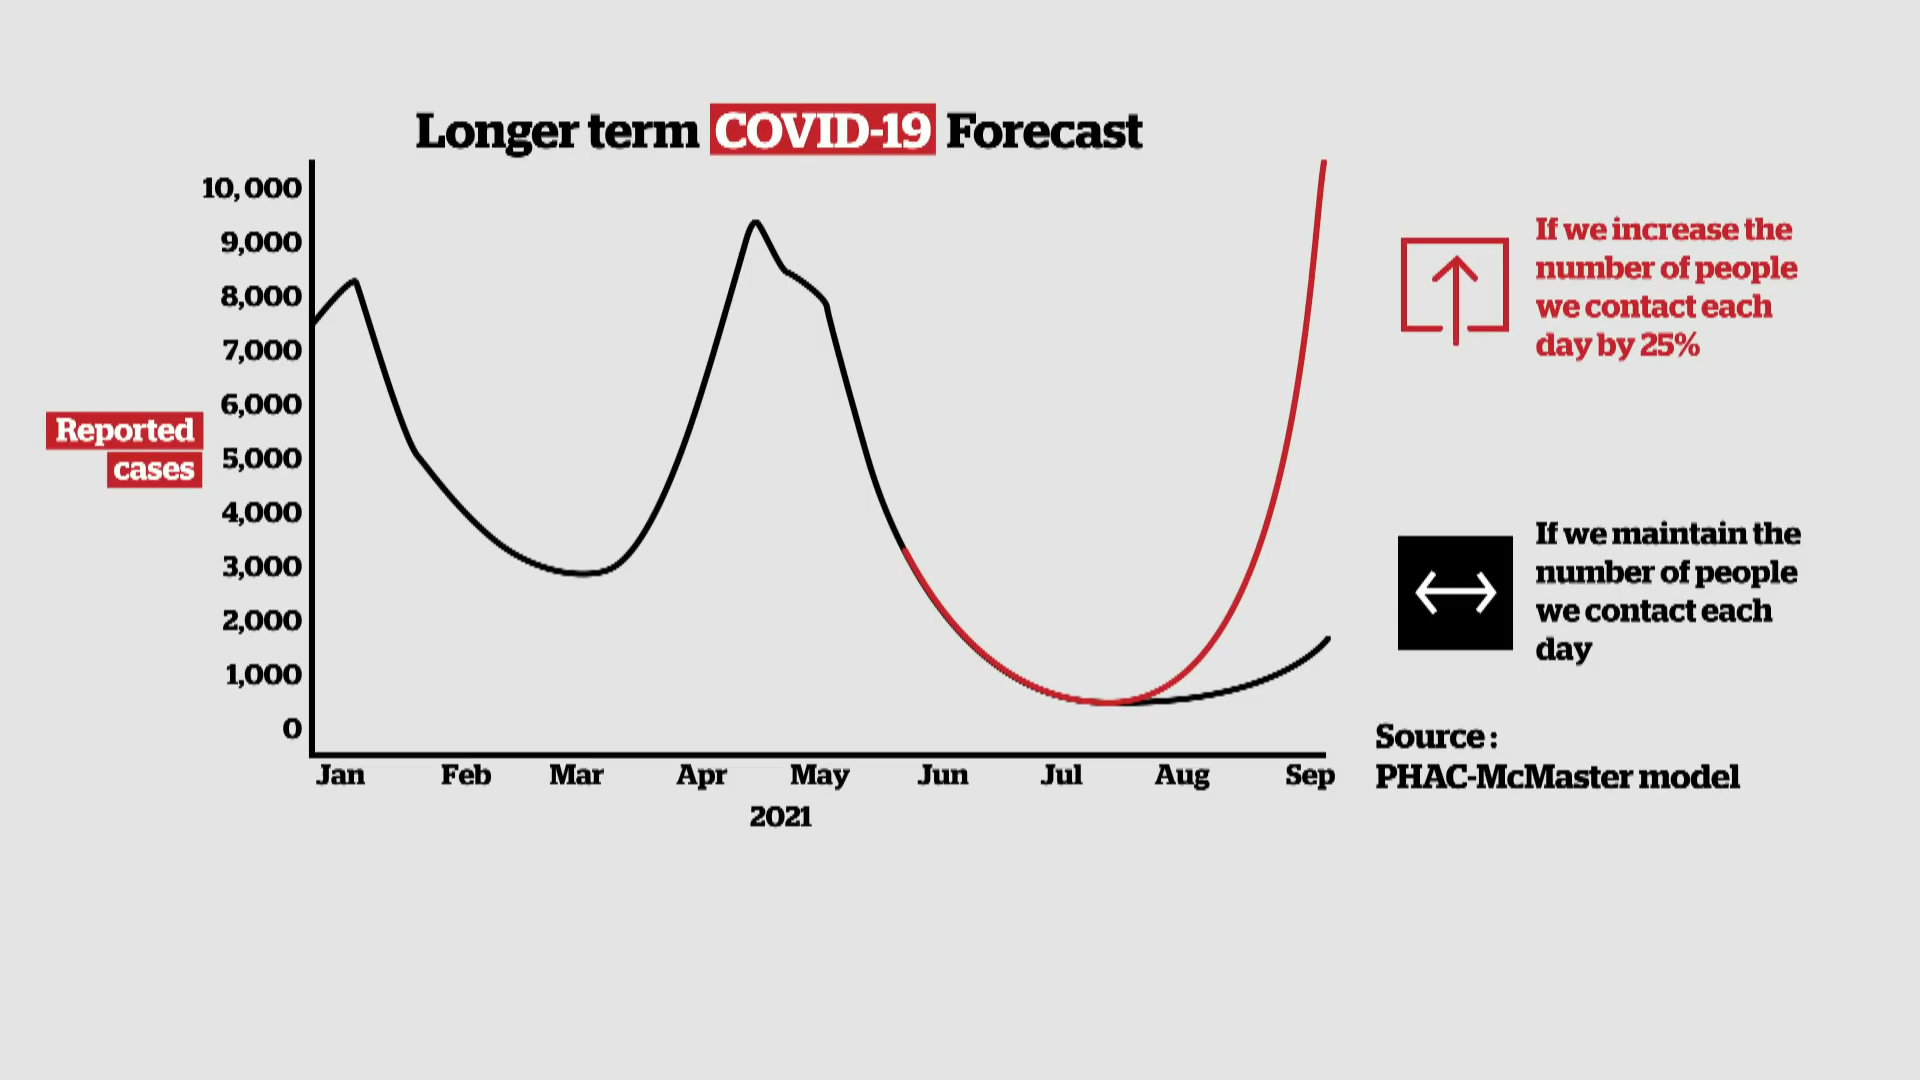 Longer term COVID-19 Forecast
10,000
9,000
8,000
7,000
6,000
5,000
4,000
3,000
2,000
1,000
0
Reported
cases
Jan Feb Mar Apr May Jun Jul Aug Sep
2021
If we increase the
number of people
we contact each
day by 25%
If we maintain the
number of people
we contact each
day
Source:
PHAC-McMaster model